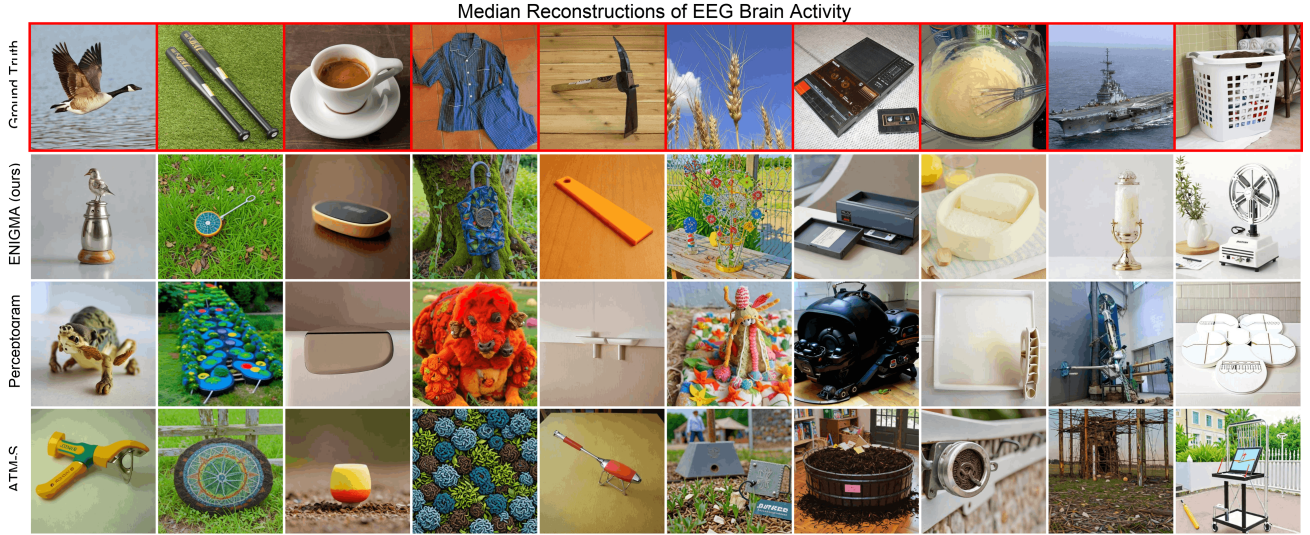 Median Reconstructions of EEG Brain Activity
Ground Truth
ENIGMA (ours)
Perceptogram
ATM-S